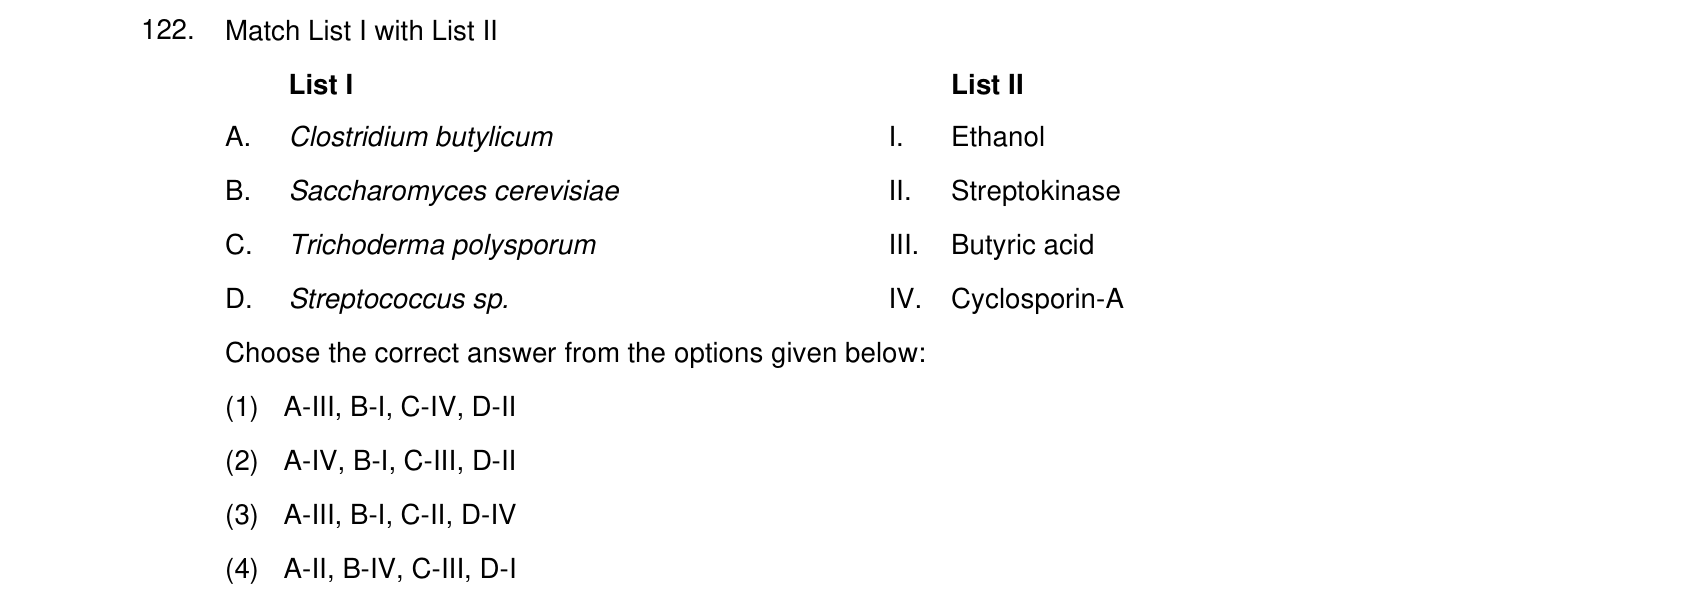 122. Match List I with List II
List I List II
A. Clostridium butylicum I. Ethanol
B. Saccharomyces cerevisiae II. Streptokinase
C. Trichoderma polysporum III. Butyric acid
D. Streptococcus sp. IV. Cyclosporin-A
Choose the correct answer from the options given below:
(1) A-III, B-I, C-IV, D-II
(2) A-IV, B-I, C-III, D-II
(3) A-III, B-I, C-II, D-IV
(4) A-II, B-IV, C-III, D-I